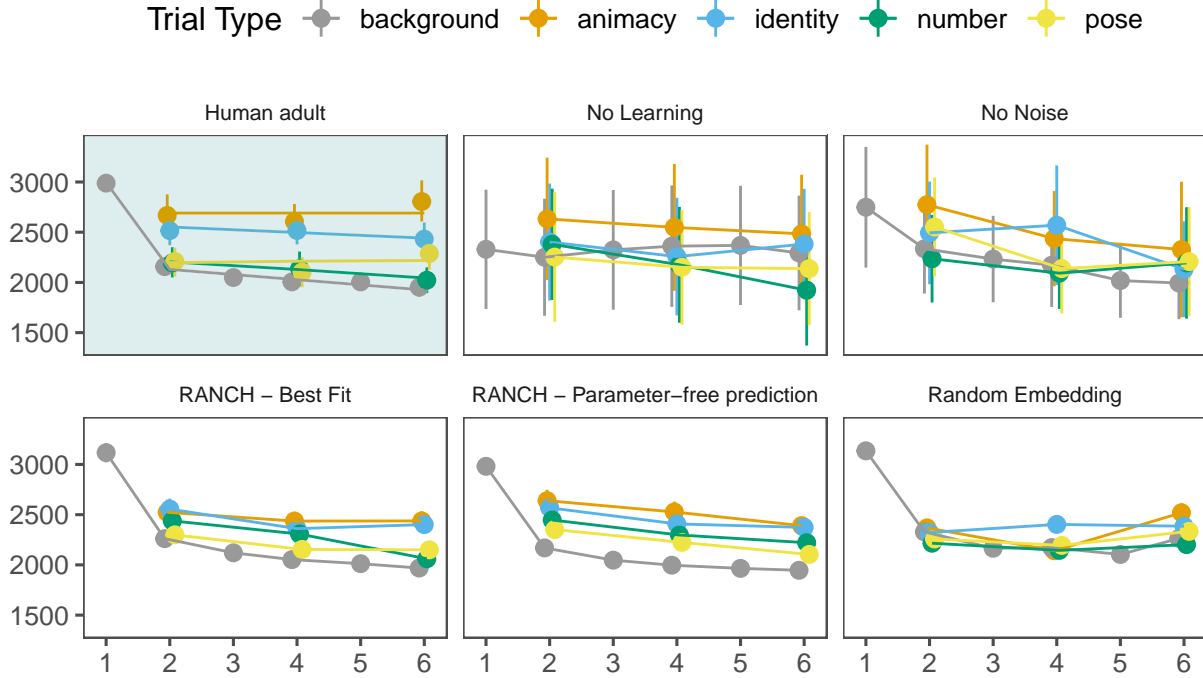 Trial Type background animacy identity number pose
Human adult No Learning No Noise
3000
2500
2000
1500
RANCH − Best Fit RANCH − Parameter−free prediction Random Embedding
3000
2500
2000
1500
1 2 3 4 5 6 1 2 3 4 5 6 1 2 3 4 5 6